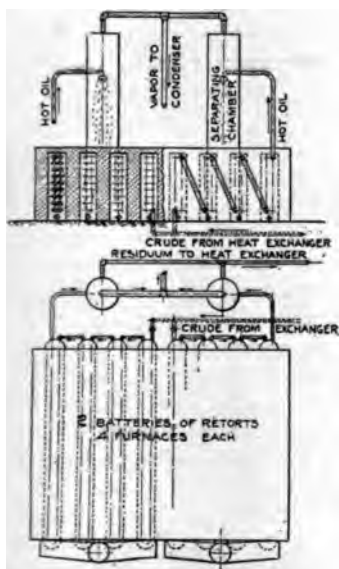 HOT OIL
VAPOR TO
CONDENSER
SEPARATING
CHAMBER
HOT OIL
CRUDE FROM HEAT EXCHANGER
RESIDUUM TO HEAT EXCHANGER
CRUDE FROM EXCHANGER
BATTERIES OF RETORTS
4 FURNACES EACH